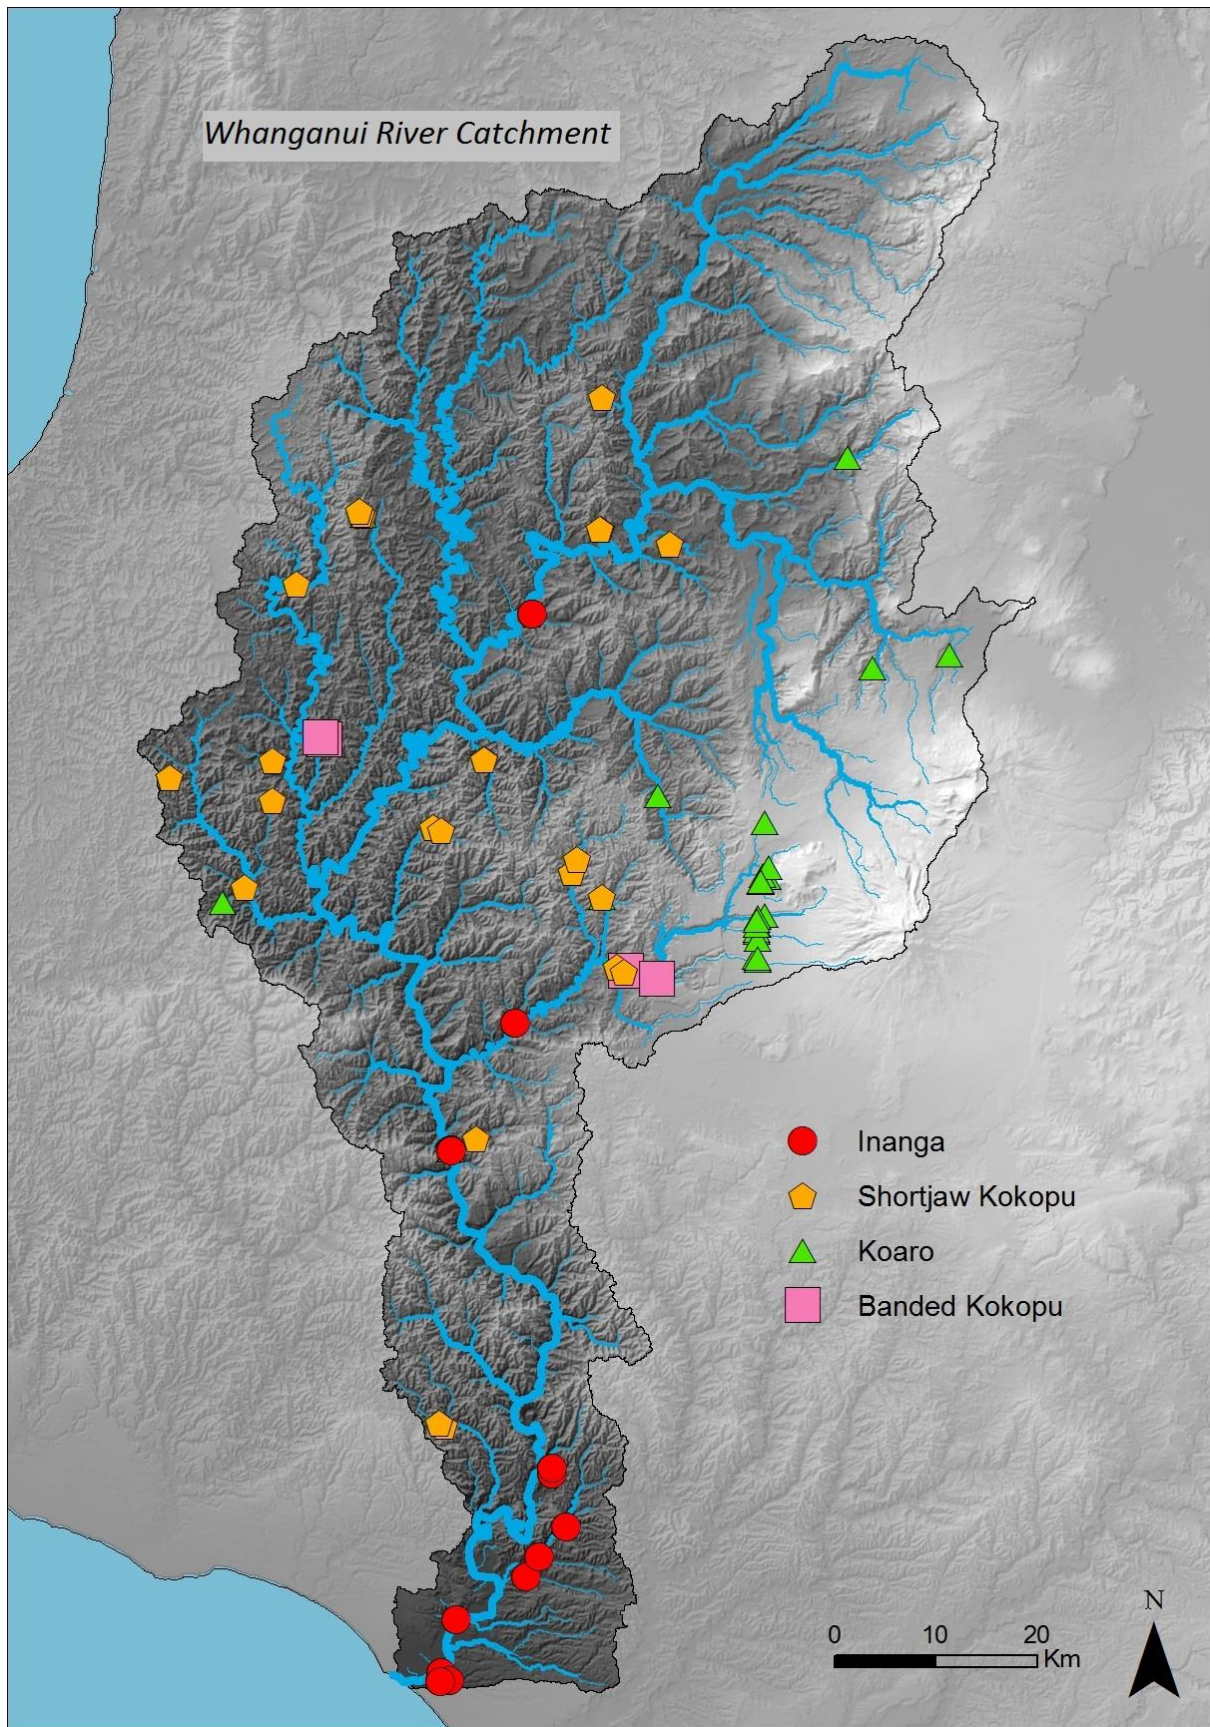 Whanganui River Catchment
Inanga
Shortjaw Kokopu
Koaro
Banded Kokopu
N
0 10 20
Km